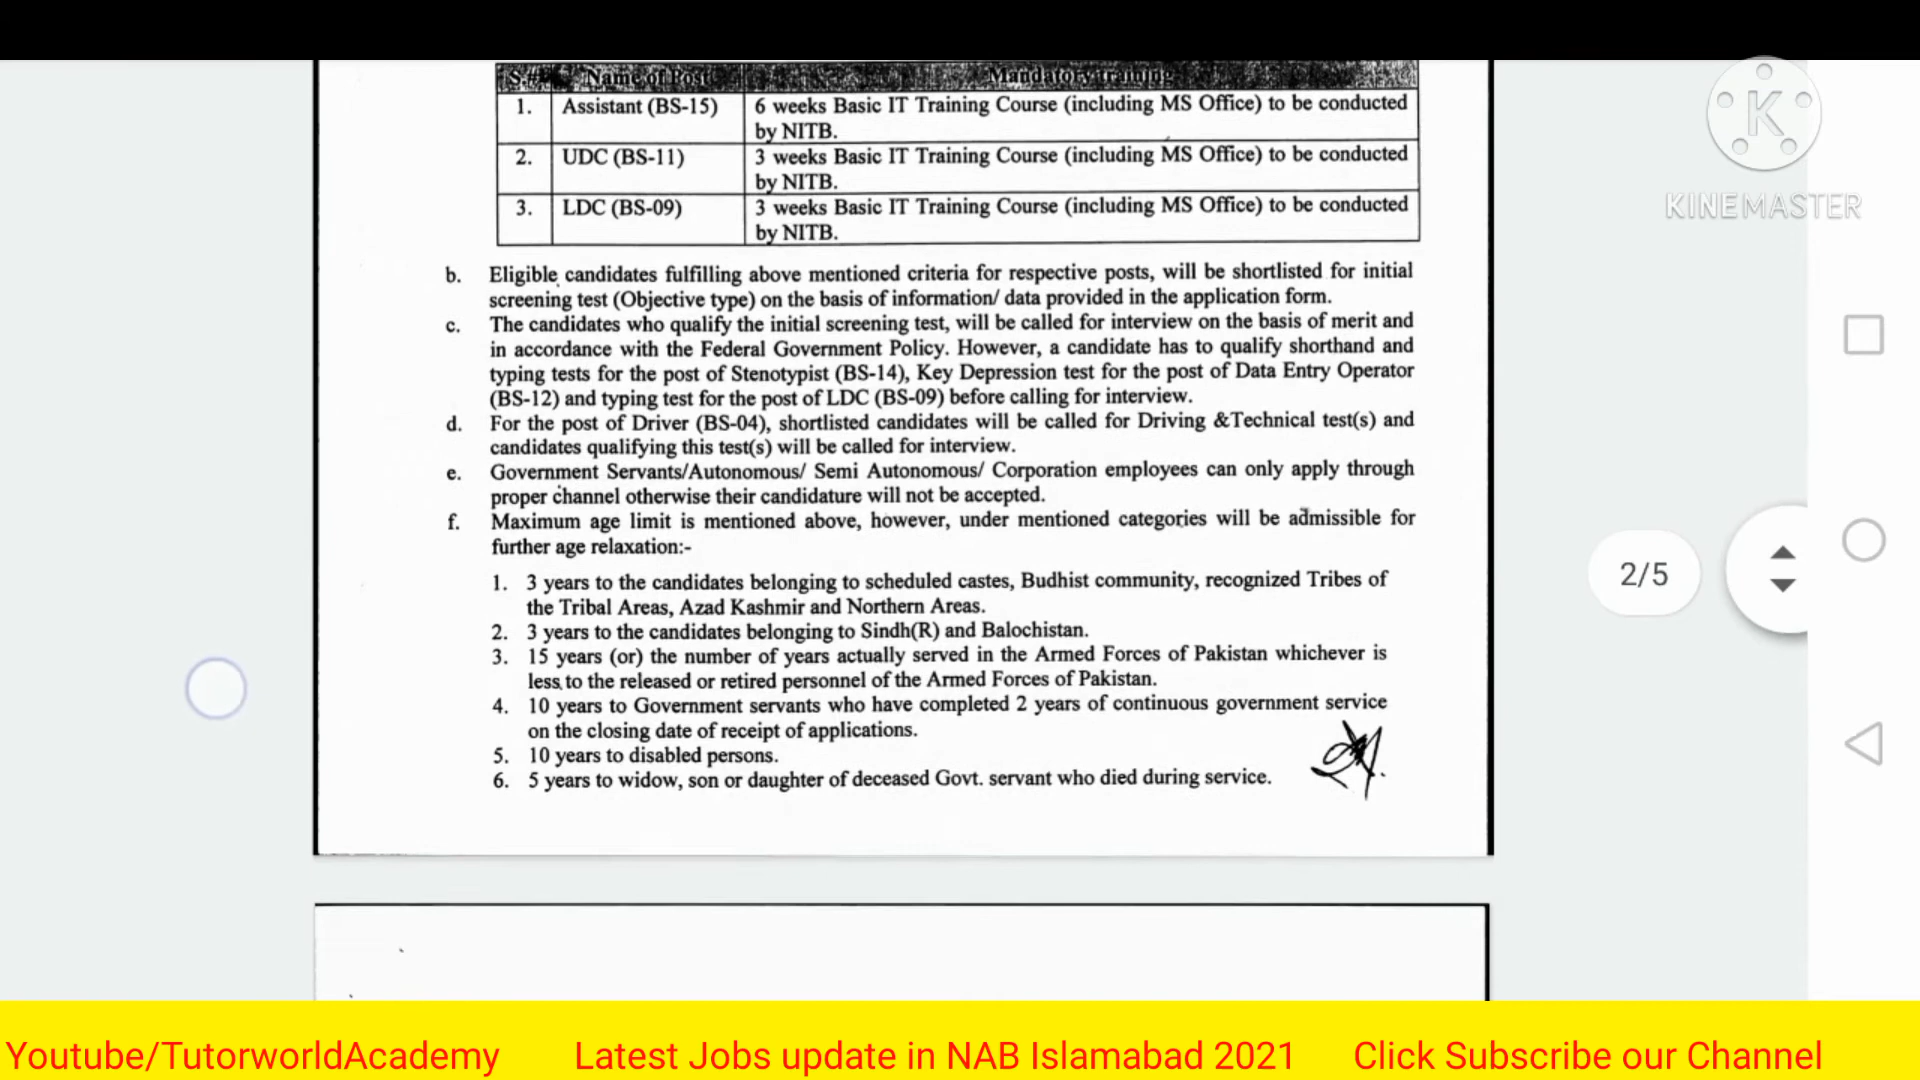 S.# Name of Post Mandatory training
1. Assistant (BS-15) 6 weeks Basic IT Training Course (including MS Office) to be conducted
by NITB.
2. UDC (BS-11) 3 weeks Basic IT Training Course (including MS Office) to be conducted
by NITB.
3. LDC (BS-09) 3 weeks Basic IT Training Course (including MS Office) to be conducted
by NITB.
b. Eligible candidates fulfilling above mentioned criteria for respective posts, will be shortlisted for initial
screening test (Objective type) on the basis of information/ data provided in the application form.
c. The candidates who qualify the initial screening test, will be called for interview on the basis of merit and
in accordance with the Federal Government Policy. However, a candidate has to qualify shorthand and
typing tests for the post of Stenotypist (BS-14), Key Depression test for the post of Data Entry Operator
(BS-12) and typing test for the post of LDC (BS-09) before calling for interview.
d. For the post of Driver (BS-04), shortlisted candidates will be called for Driving &Technical test(s) and
candidates qualifying this test(s) will be called for interview.
e. Government Servants/Autonomous/ Semi Autonomous/ Corporation employees can only apply through
proper channel otherwise their candidature will not be accepted.
f. Maximum age limit is mentioned above, however, under mentioned categories will be admissible for
further age relaxation:-
1. 3 years to the candidates belonging to scheduled castes, Budhist community, recognized Tribes of
the Tribal Areas, Azad Kashmir and Northern Areas.
2. 3 years to the candidates belonging to Sindh(R) and Balochistan.
3. 15 years (or) the number of years actually served in the Armed Forces of Pakistan whichever is
less to the released or retired personnel of the Armed Forces of Pakistan.
4. 10 years to Government servants who have completed 2 years of continuous government service
on the closing date of receipt of applications.
5. 10 years to disabled persons.
6. 5 years to widow, son or daughter of deceased Govt. servant who died during service.
K
KINEMASTER
2/5
Youtube/TutorworldAcademy Latest Jobs update in NAB Islamabad 2021 Click Subscribe our Channel